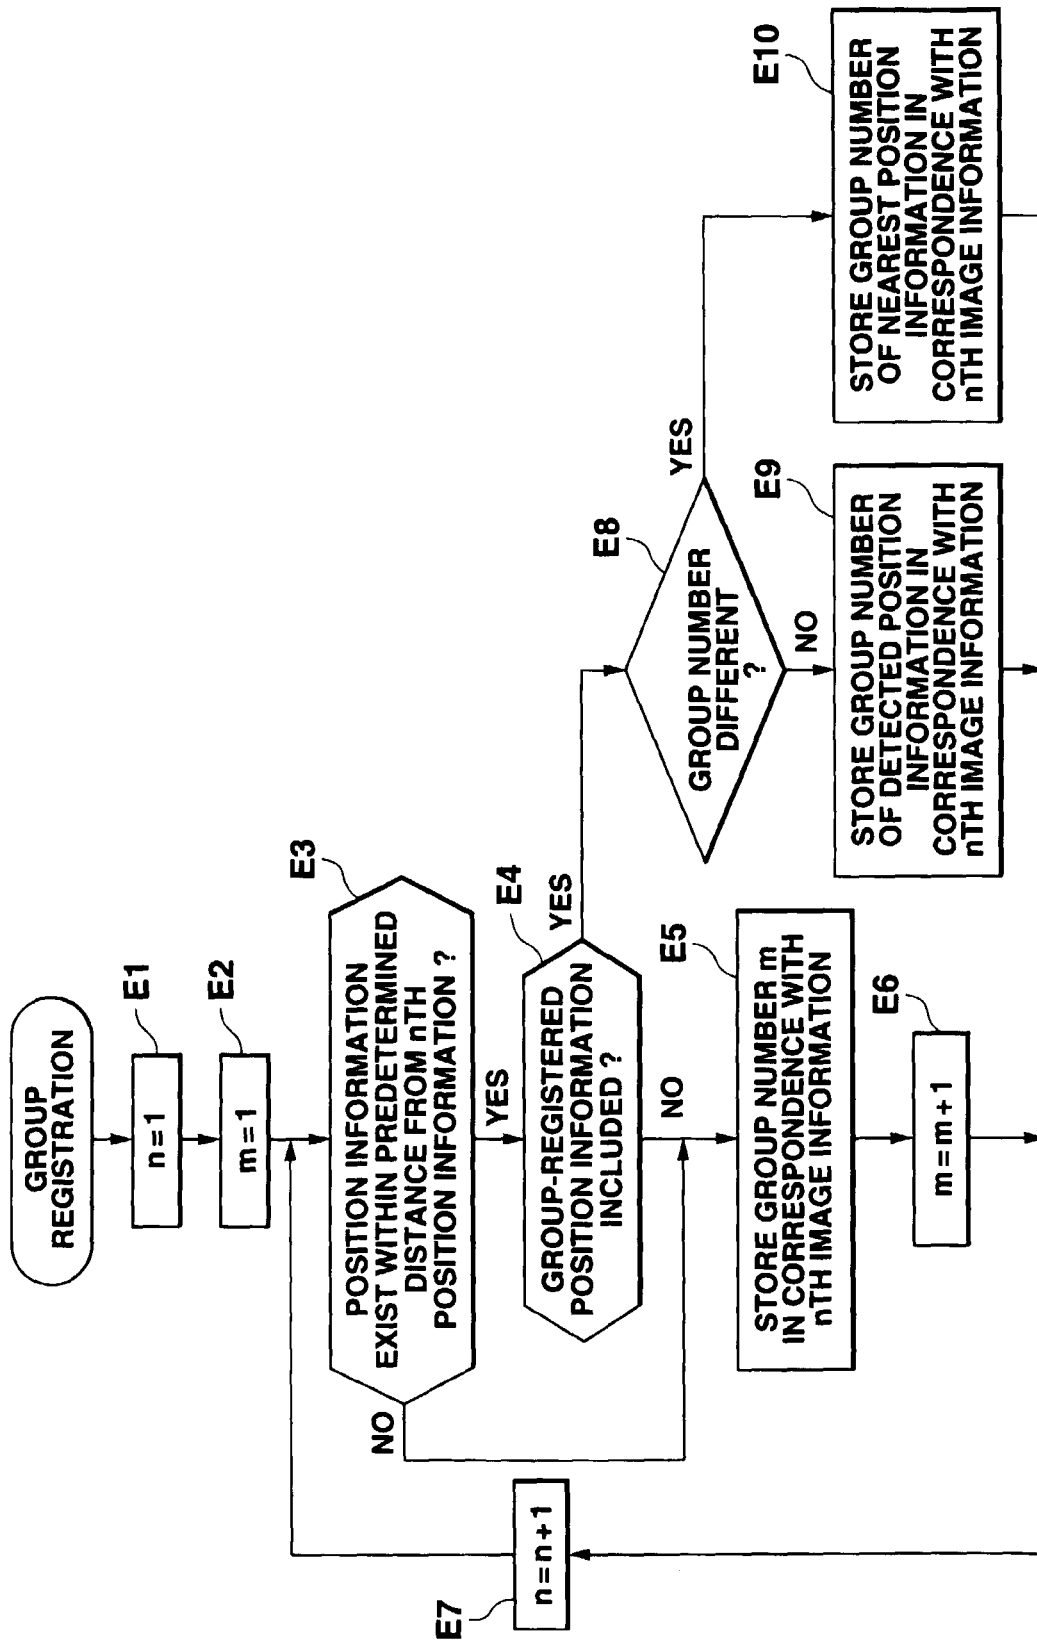 GROUP
REGISTRATION
E1
n=1
E2
m=1
E3
POSITION INFORMATION
EXIST WITHIN PREDETERMINED
DISTANCE FROM nTH
POSITION INFORMATION ?
NO
YES
E4
GROUP-REGISTERED
POSITION INFORMATION
INCLUDED ?
YES
NO
E5
STORE GROUP NUMBER m
IN CORRESPONDENCE WITH
nTH IMAGE INFORMATION
E6
m=m+1
E7
n=n+1
E8
GROUP NUMBER
DIFFERENT
?
YES
NO
E9
STORE GROUP NUMBER
OF DETECTED POSITION
INFORMATION IN
CORRESPONDENCE WITH
nTH IMAGE INFORMATION
E10
STORE GROUP NUMBER
OF NEAREST POSITION
INFORMATION IN
CORRESPONDENCE WITH
nTH IMAGE INFORMATION